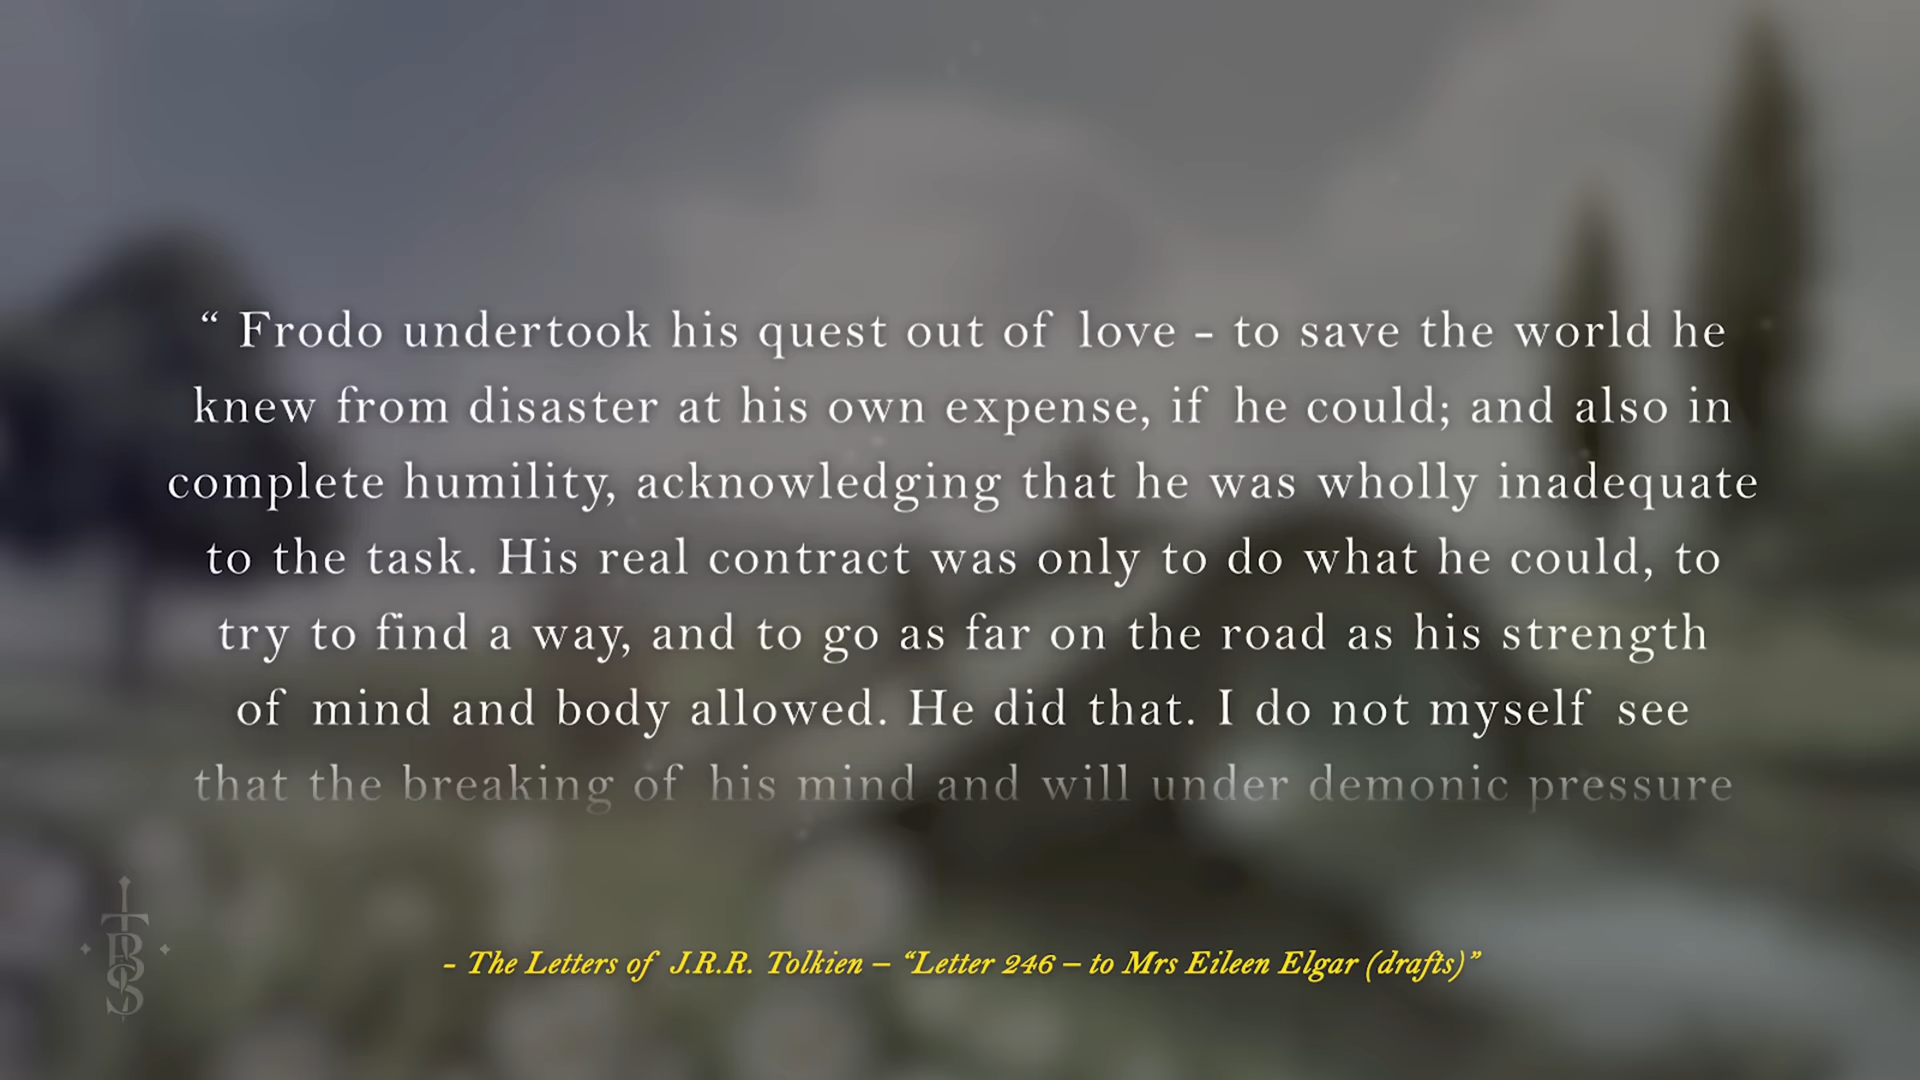 “ Frodo undertook his quest out of love - to save the world he
knew from disaster at his own expense, if he could; and also in
complete humility, acknowledging that he was wholly inadequate
to the task. His real contract was only to do what he could, to
try to find a way, and to go as far on the road as his strength
of mind and body allowed. He did that. I do not myself see
that the breaking of his mind and will under demonic pressure
- The Letters of J.R.R. Tolkien – “Letter 246 – to Mrs Eileen Elgar (drafts)”
TBS